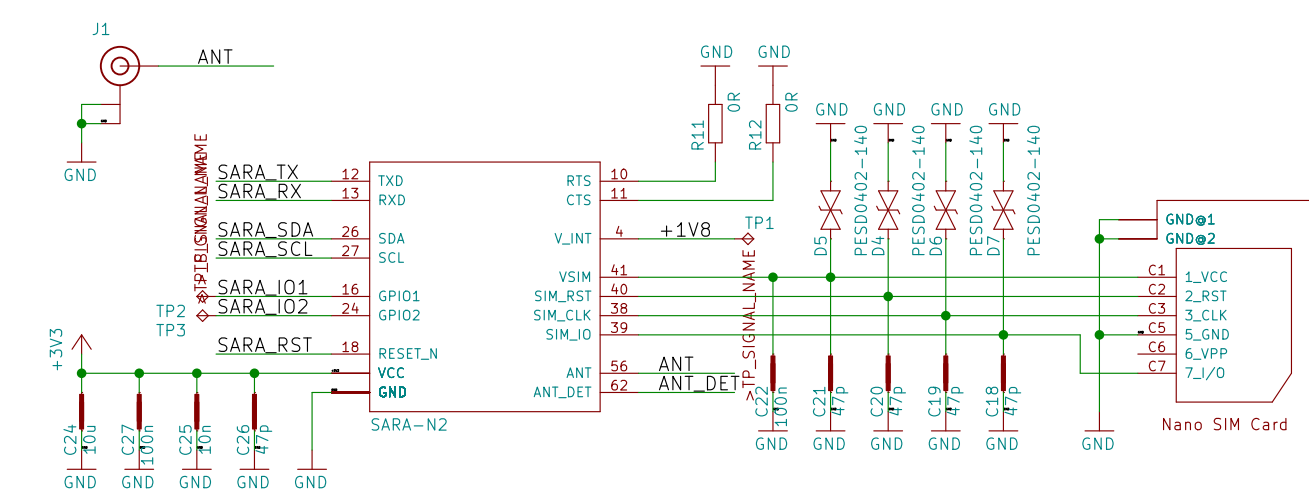 J1
ANT
GND
GND
GND
R11
0R
R12
0R
GND
GND
GND
GND
PESD0402-140
PESD0402-140
PESD0402-140
PESD0402-140
D5
D4
D6
D7
SARA_TX
12
TXD
SARA_RX
13
RXD
SARA_SDA
26
SDA
SARA_SCL
27
SCL
SARA_IO1
16
GPIO1
SARA_IO2
24
GPIO2
TP2
TP3
SARA_RST
18
RESET_N
VCC
GND
+3V3
RTS
10
CTS
11
V_INT
4
+1V8
TP1
>TP_SIGNAL_NAME
VSIM
41
SIM_RST
40
SIM_CLK
38
SIM_IO
39
ANT
56
ANT
ANT_DET
62
ANT_DET
SARA-N2
GND@1
GND@2
C1
1_VCC
C2
2_RST
C3
3_CLK
C5
5_GND
C6
6_VPP
C7
7_I/O
Nano SIM Card
C22
100n
C21
47p
C20
47p
C19
47p
C18
47p
GND
GND
GND
GND
GND
GND
C24
10u
C27
100n
C25
10n
C26
47p
GND
GND
GND
GND
GND